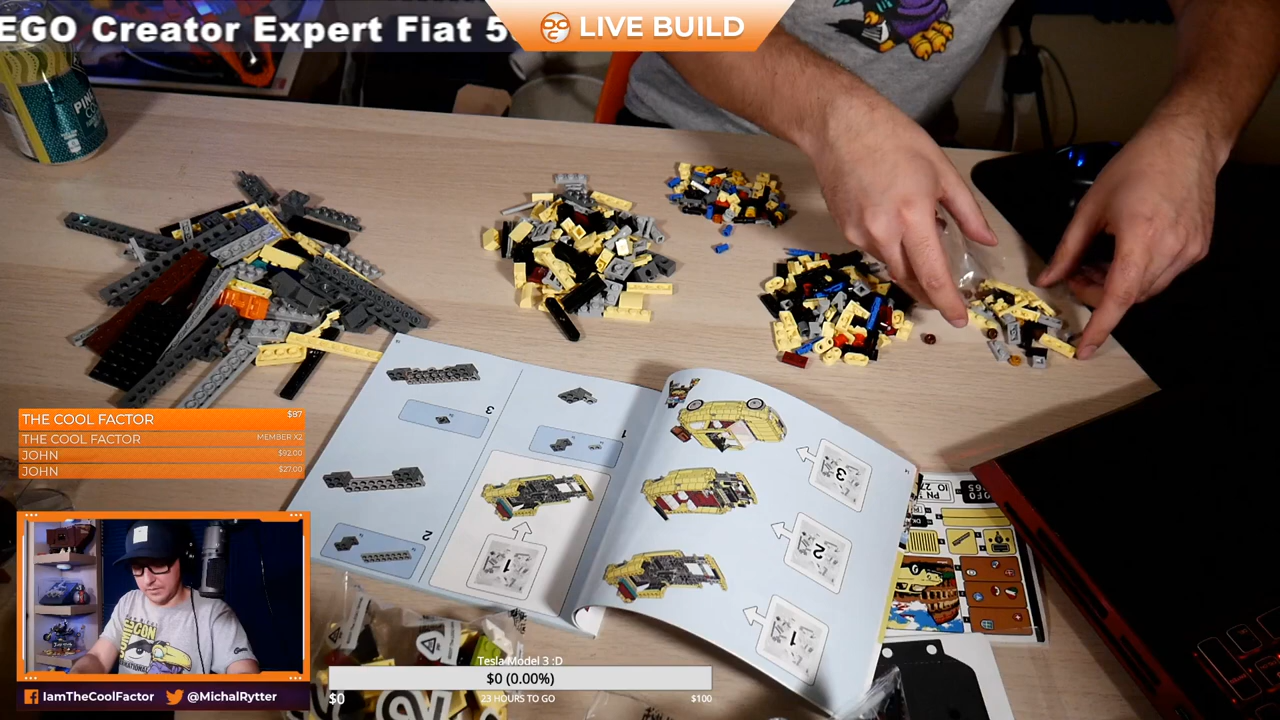 EGO Creator Expert Fiat 5
LIVE BUILD
THE COOL FACTOR $87
THE COOL FACTOR MEMBER X2
JOHN $92.00
JOHN $27.00
3
1
2
1
3
2
1
Tesla Model 3 :D
$0 (0.00%)
$0
23 HOURS TO GO
$100
IamTheCoolFactor
@MichalRytter